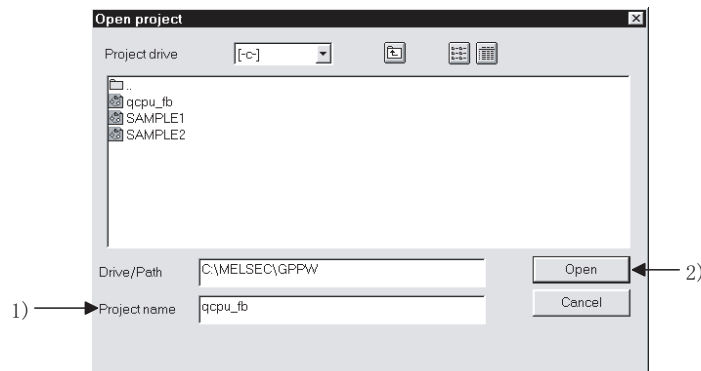 Open project
Project drive [-c-]
..
qcpu_fb
SAMPLE1
SAMPLE2
Drive/Path C:\MELSEC\GPPW Open 2)
1) Project name qcpu_fb Cancel